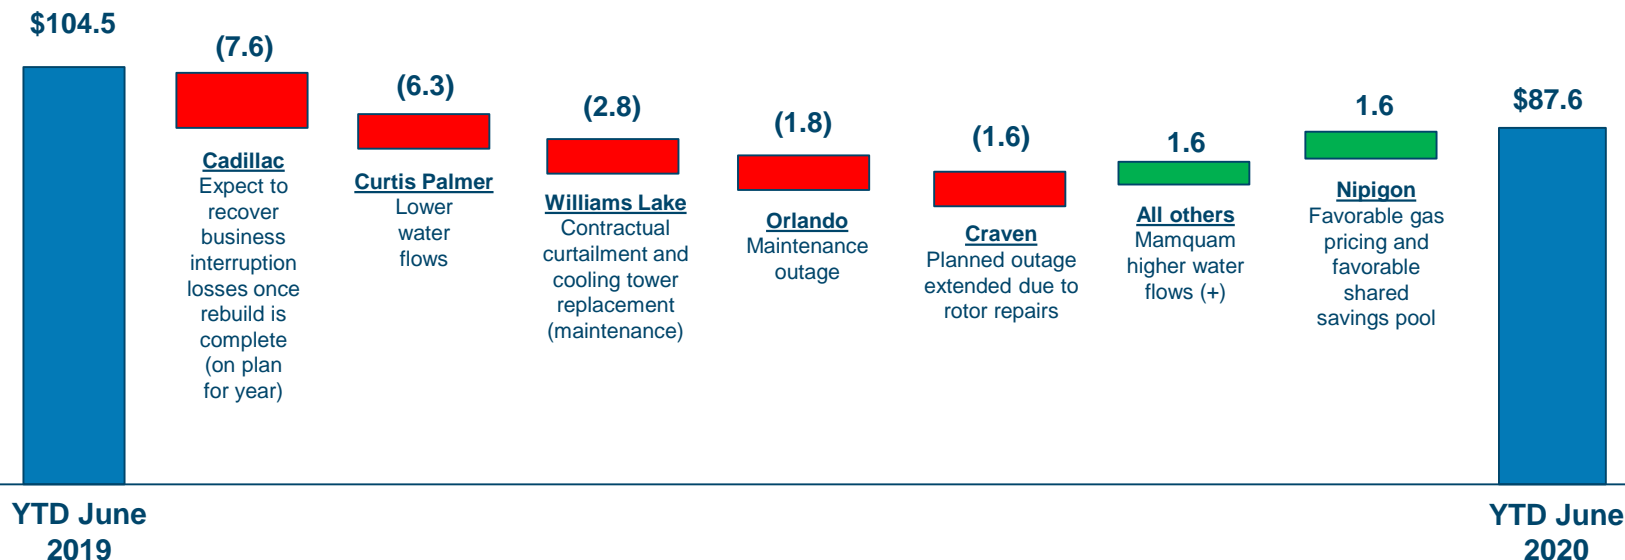 $104.5
(7.6)
Cadillac
Expect to
recover
business
interruption
losses once
rebuild is
complete
(on plan
for year)
(6.3)
Curtis Palmer
Lower
water
flows
(2.8)
Williams Lake
Contractual
curtailment and
cooling tower
replacement
(maintenance)
(1.8)
Orlando
Maintenance
outage
(1.6)
Craven
Planned outage
extended due to
rotor repairs
1.6
All others
Mamquam
higher water
flows (+)
1.6
Nipigon
Favorable gas
pricing and
favorable
shared
savings pool
$87.6
YTD June
2019
YTD June
2020